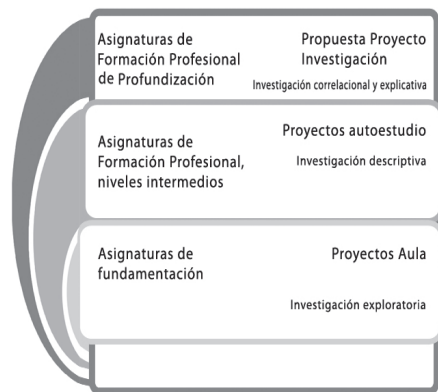 Asignaturas de
Formación Profesional
de Profundización
Propuesta Proyecto
Investigación
Investigación correlacional y explicativa
Asignaturas de
Formación Profesional,
niveles intermedios
Proyectos autoestudio
Investigación descriptiva
Asignaturas de
fundamentación
Proyectos Aula
Investigación exploratoria